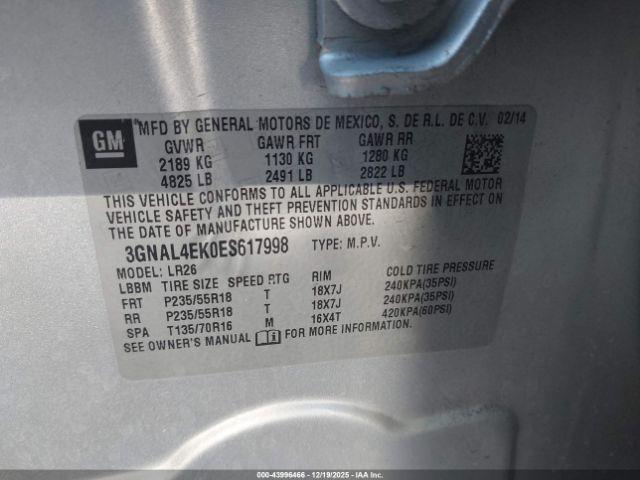 GM
MFD BY GENERAL MOTORS DE MEXICO, S. DE R.L. DE C.V. 02/14
GVWR GAWR FRT GAWR RR
2189 KG 1130 KG 1280 KG
4825 LB 2491 LB 2822 LB
THIS VEHICLE CONFORMS TO ALL APPLICABLE U.S. FEDERAL MOTOR
VEHICLE SAFETY AND THEFT PREVENTION STANDARDS IN EFFECT ON
THE DATE OF MANUFACTURE SHOWN ABOVE.
3GNAL4EK0ES617998 TYPE: M.P.V.
MODEL: LR26
LBBM TIRE SIZE SPEED RTG RIM COLD TIRE PRESSURE
FRT P235/55R18 T 18X7J 240KPA(35PSI)
RR P235/55R18 T 18X7J 240KPA(35PSI)
SPA T135/70R16 M 16X4T 420KPA(60PSI)
SEE OWNER'S MANUAL FOR MORE INFORMATION
000-43996466 - 12/19/2025 - IAA Holdings, LLC. Copyright